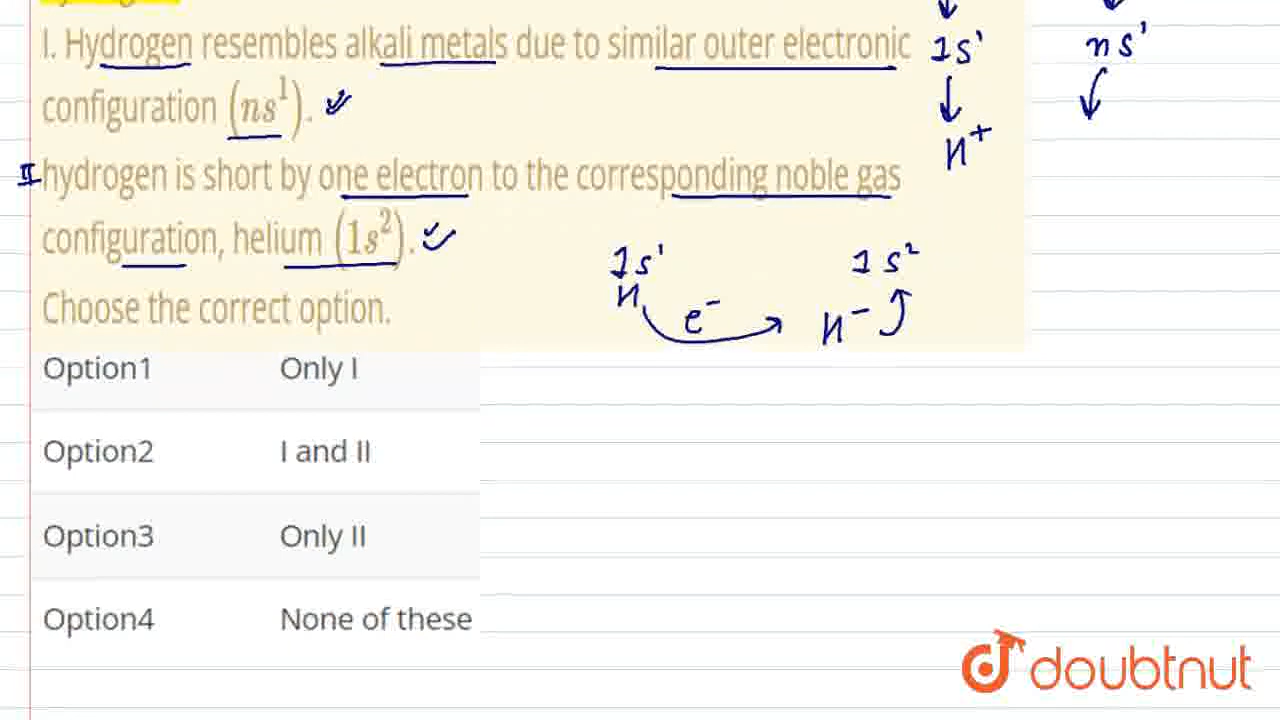 I. Hydrogen resembles alkali metals due to similar outer electronic
configuration (ns¹). ✓
II hydrogen is short by one electron to the corresponding noble gas
configuration, helium (1s²). ✓
Choose the correct option.
1s¹
↓
H⁺
ns¹
1s¹
H
e⁻
1s²
H⁻
Option1 Only I
Option2 I and II
Option3 Only II
Option4 None of these
doubtnut